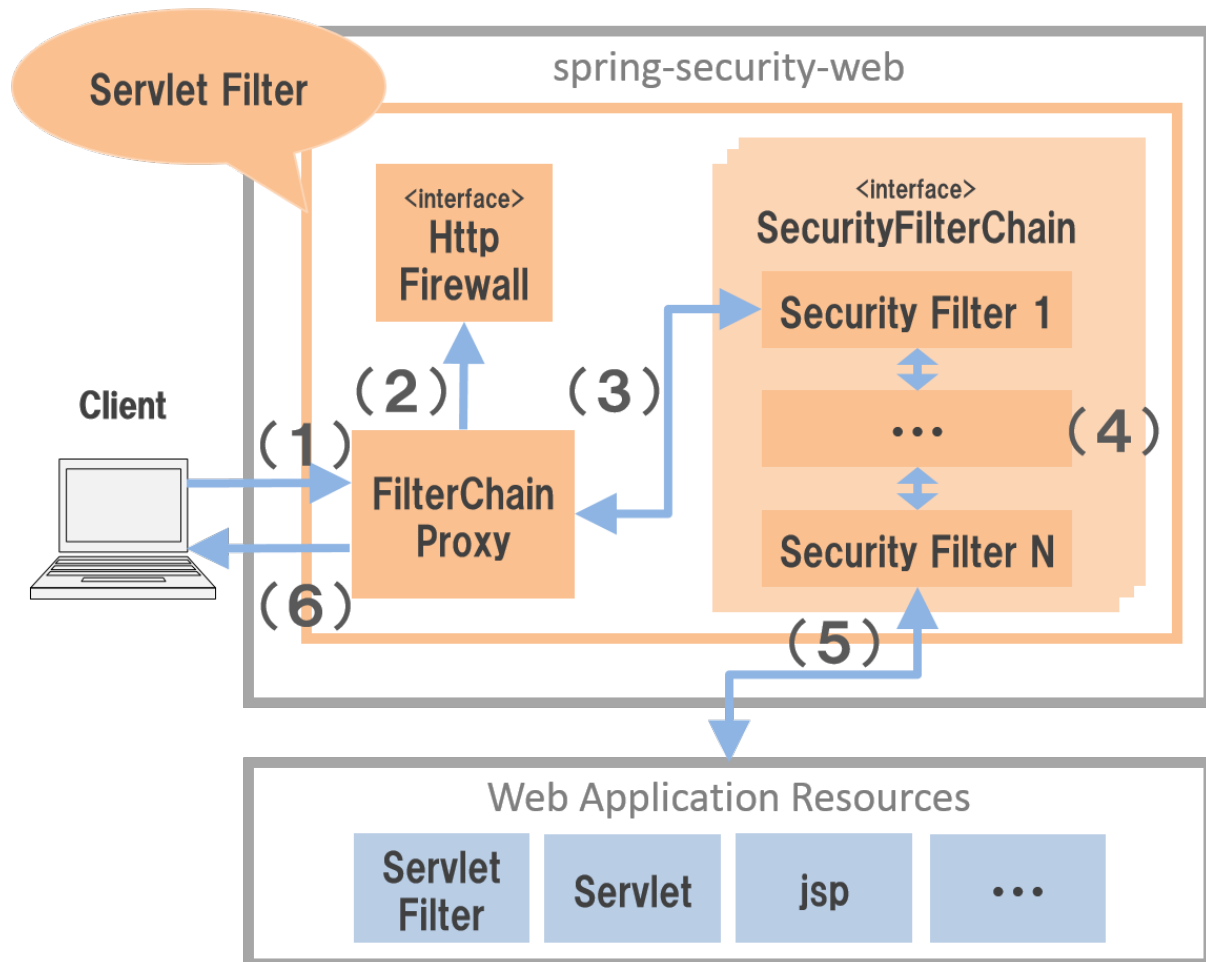 spring-security-web
Servlet Filter
<interface>
Http
Firewall
<interface>
SecurityFilterChain
Security Filter 1
（2）
（3）
Client
（1）
…
（4）
FilterChain
Proxy
Security Filter N
（6）
（5）
Web Application Resources
Servlet
Filter
Servlet
jsp
…